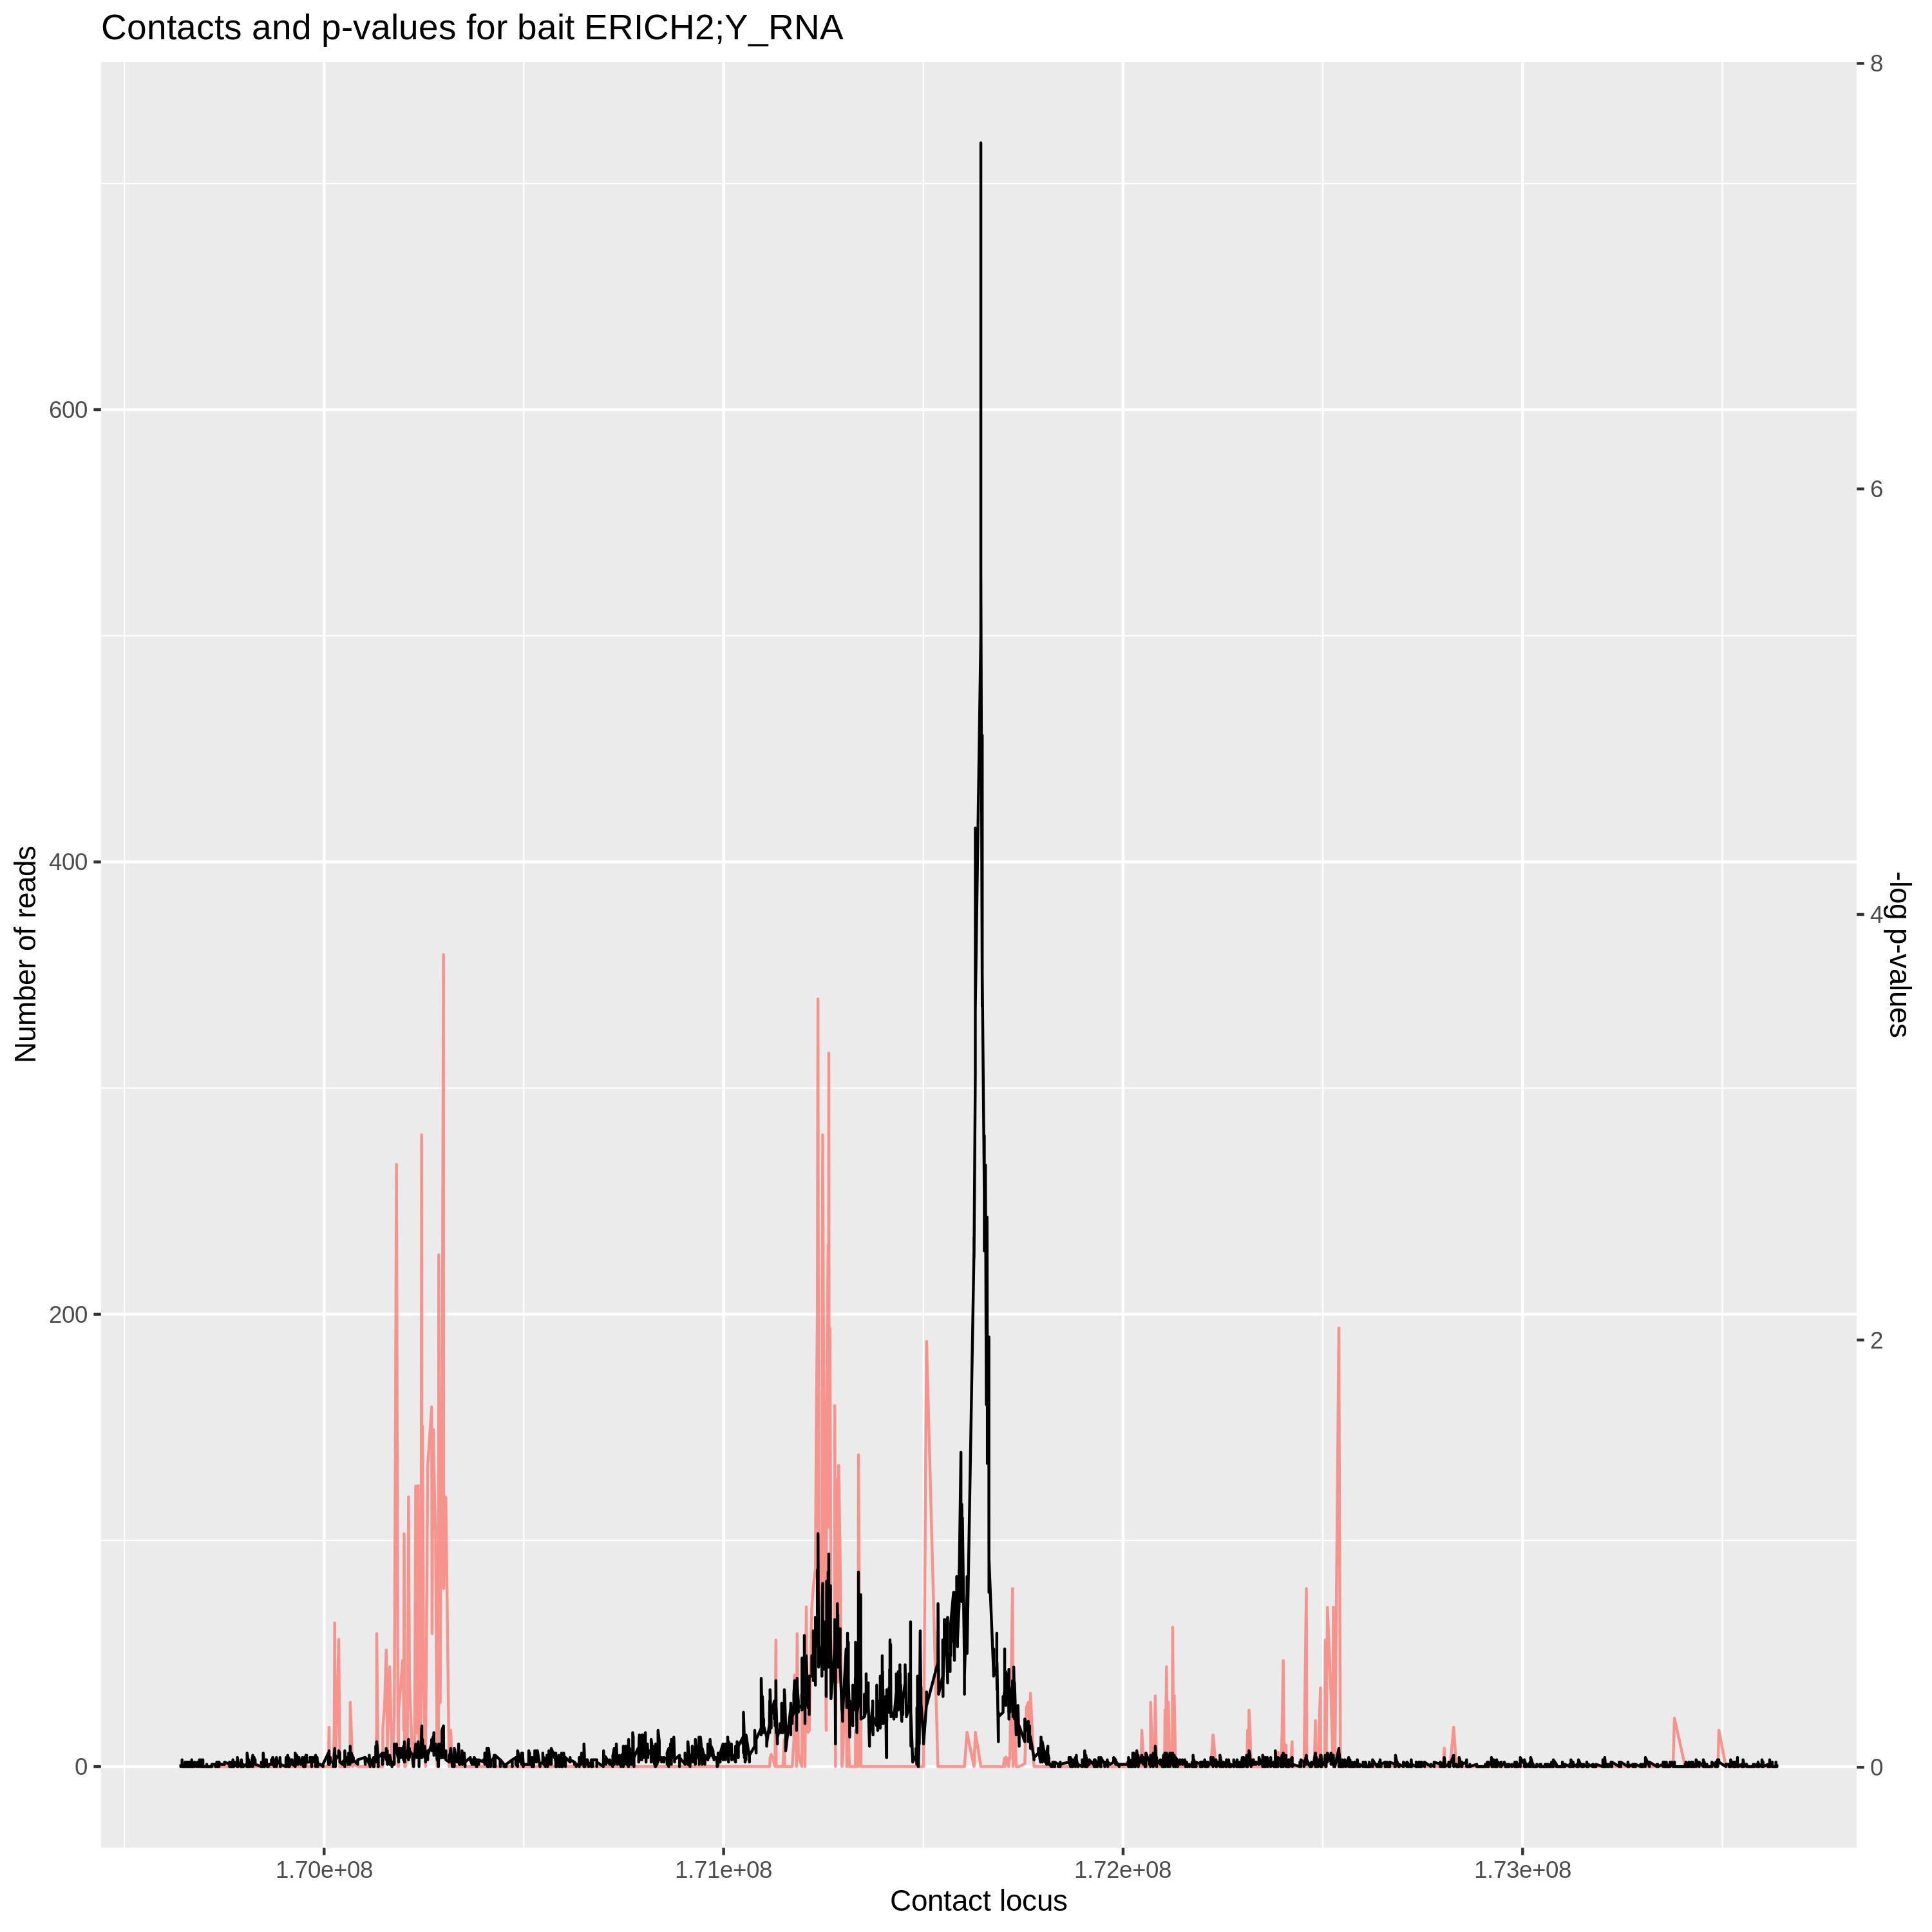 Contacts and p-values for bait ERICH2;Y_RNA
8
6
4
2
0
-log p-values
600
400
200
0
Number of reads
1.70e+08 1.71e+08 1.72e+08 1.73e+08
Contact locus